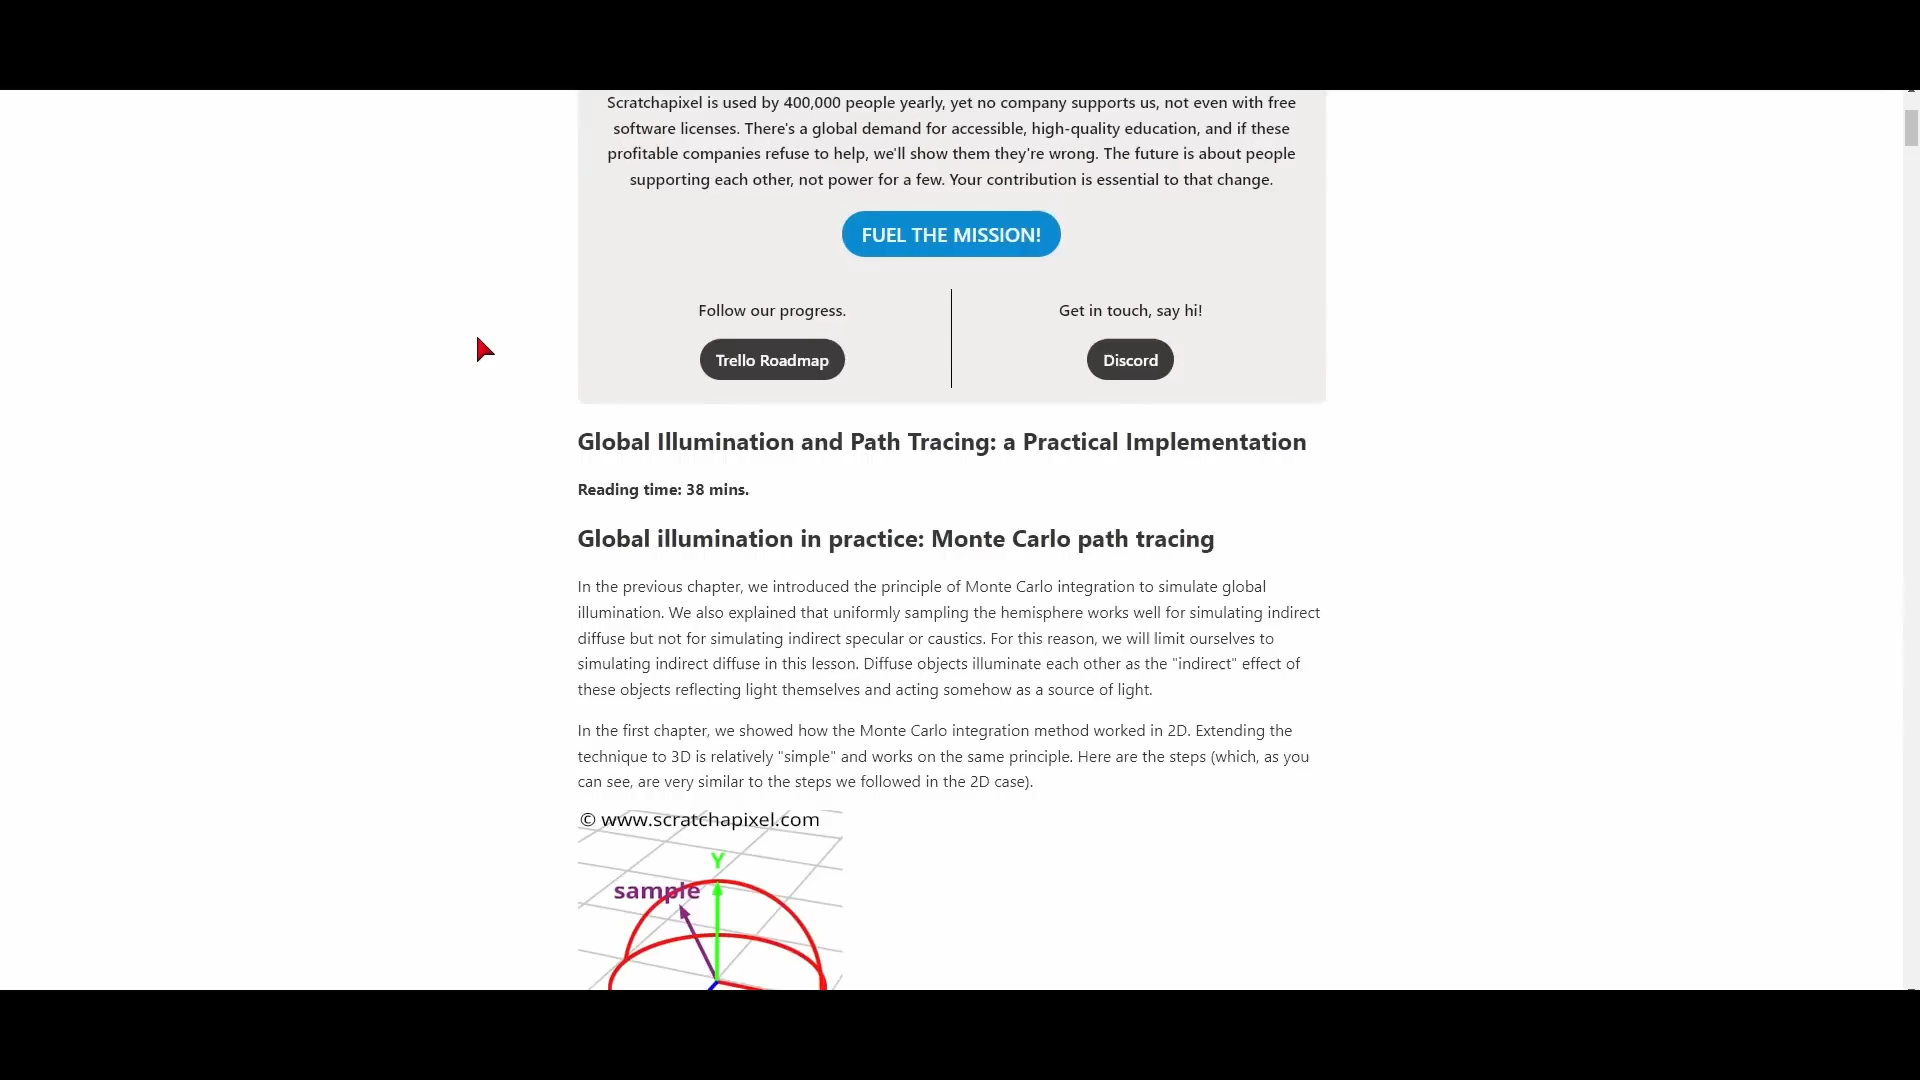 Scratchapixel is used by 400,000 people yearly, yet no company supports us, not even with free
software licenses. There's a global demand for accessible, high-quality education, and if these
profitable companies refuse to help, we'll show them they're wrong. The future is about people
supporting each other, not power for a few. Your contribution is essential to that change.
FUEL THE MISSION!
Follow our progress.
Trello Roadmap
Get in touch, say hi!
Discord
Global Illumination and Path Tracing: a Practical Implementation
Reading time: 38 mins.
Global illumination in practice: Monte Carlo path tracing
In the previous chapter, we introduced the principle of Monte Carlo integration to simulate global
illumination. We also explained that uniformly sampling the hemisphere works well for simulating indirect
diffuse but not for simulating indirect specular or caustics. For this reason, we will limit ourselves to
simulating indirect diffuse in this lesson. Diffuse objects illuminate each other as the "indirect" effect of
these objects reflecting light themselves and acting somehow as a source of light.
In the first chapter, we showed how the Monte Carlo integration method worked in 2D. Extending the
technique to 3D is relatively "simple" and works on the same principle. Here are the steps (which, as you
can see, are very similar to the steps we followed in the 2D case).
© www.scratchapixel.com
Y
sample